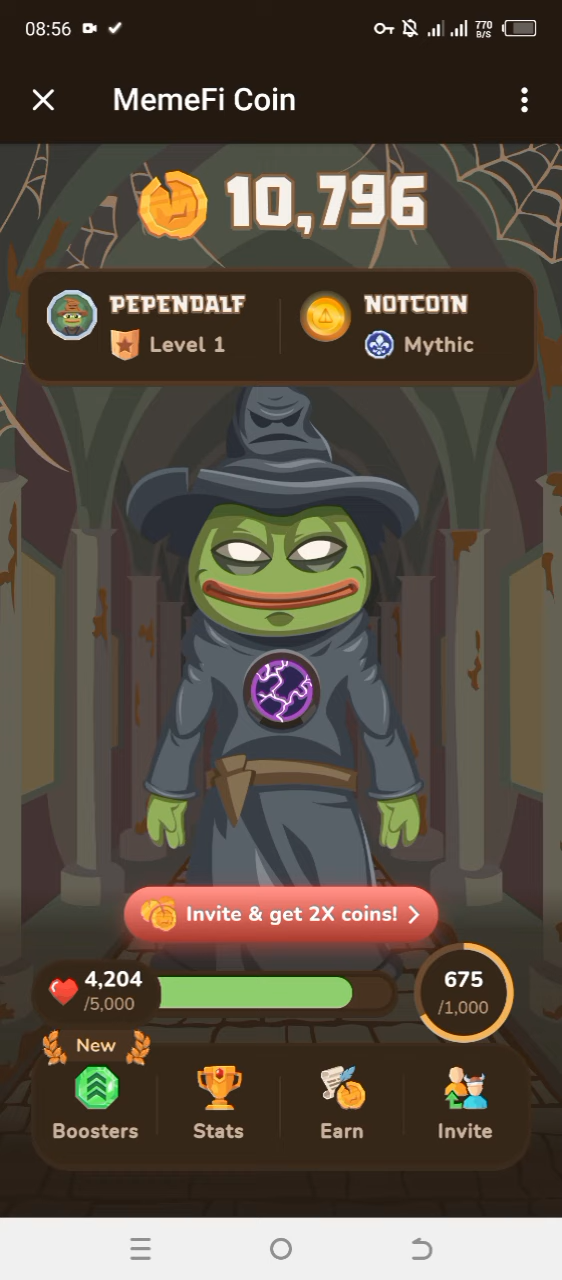 08:56
770
B/S
MemeFi Coin
10,796
PEPENDALF
Level 1
NOTCOIN
Mythic
Invite & get 2X coins!
4,204
/5,000
675
/1,000
New
Boosters
Stats
Earn
Invite